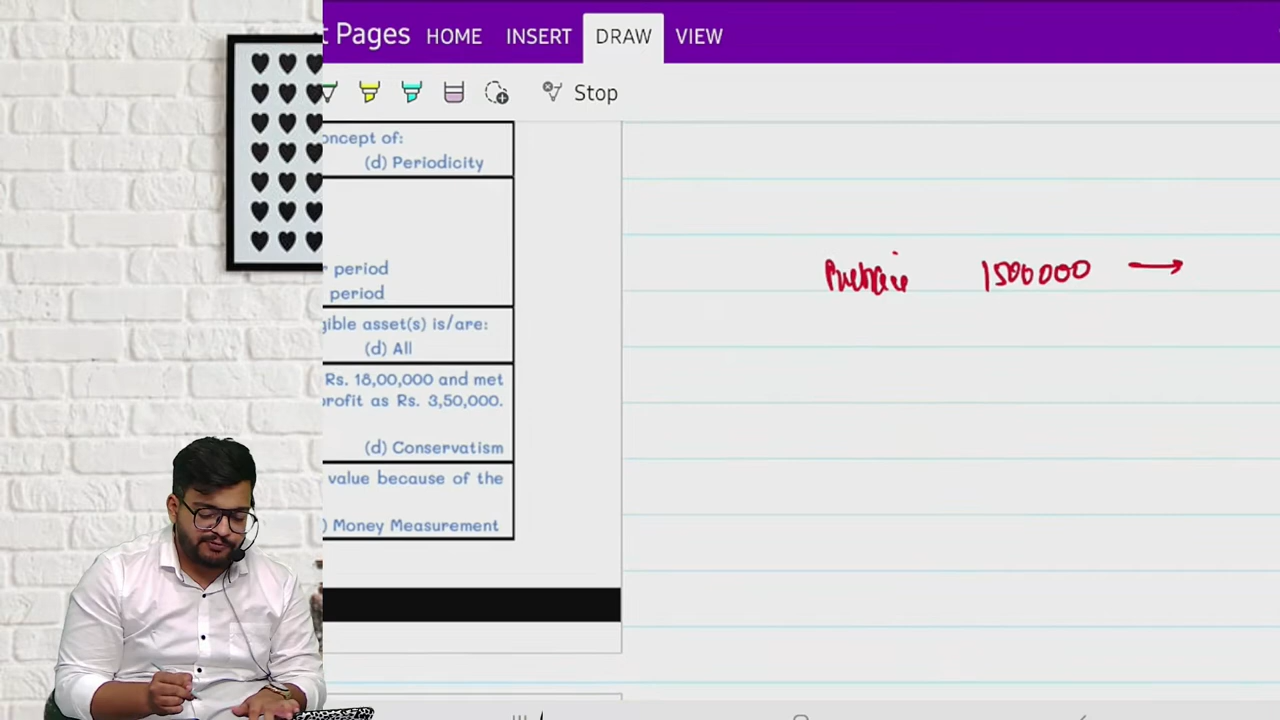 t Pages HOME INSERT DRAW VIEW
Stop
oncept of:
(d) Periodicity
r period
period
gible asset(s) is/are:
(d) All
Rs. 18,00,000 and met
profit as Rs. 3,50,000.
(d) Conservatism
value because of the
) Money Measurement
1500000 →